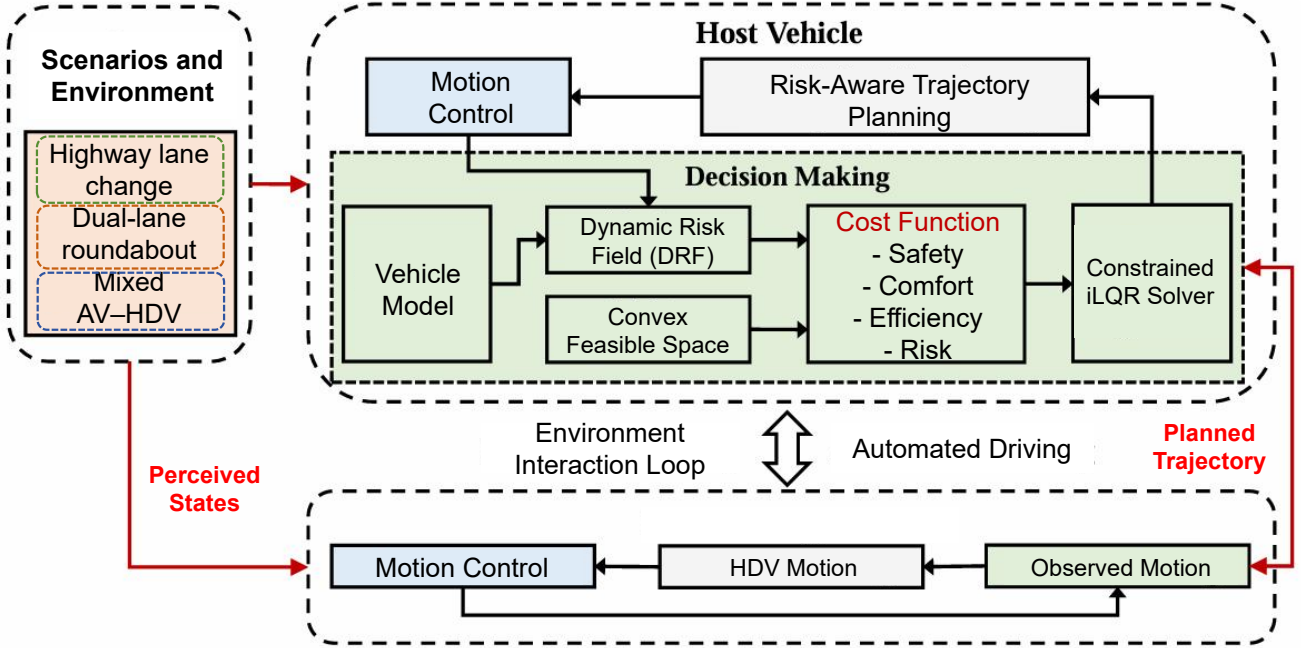 Scenarios and
Environment
Highway lane
change
Dual-lane
roundabout
Mixed
AV–HDV
Host Vehicle
Motion
Control
Risk-Aware Trajectory
Planning
Decision Making
Vehicle
Model
Dynamic Risk
Field (DRF)
Convex
Feasible Space
Cost Function
- Safety
- Comfort
- Efficiency
- Risk
Constrained
iLQR Solver
Environment
Interaction Loop
Automated Driving
Planned
Trajectory
Perceived
States
Motion Control
HDV Motion
Observed Motion